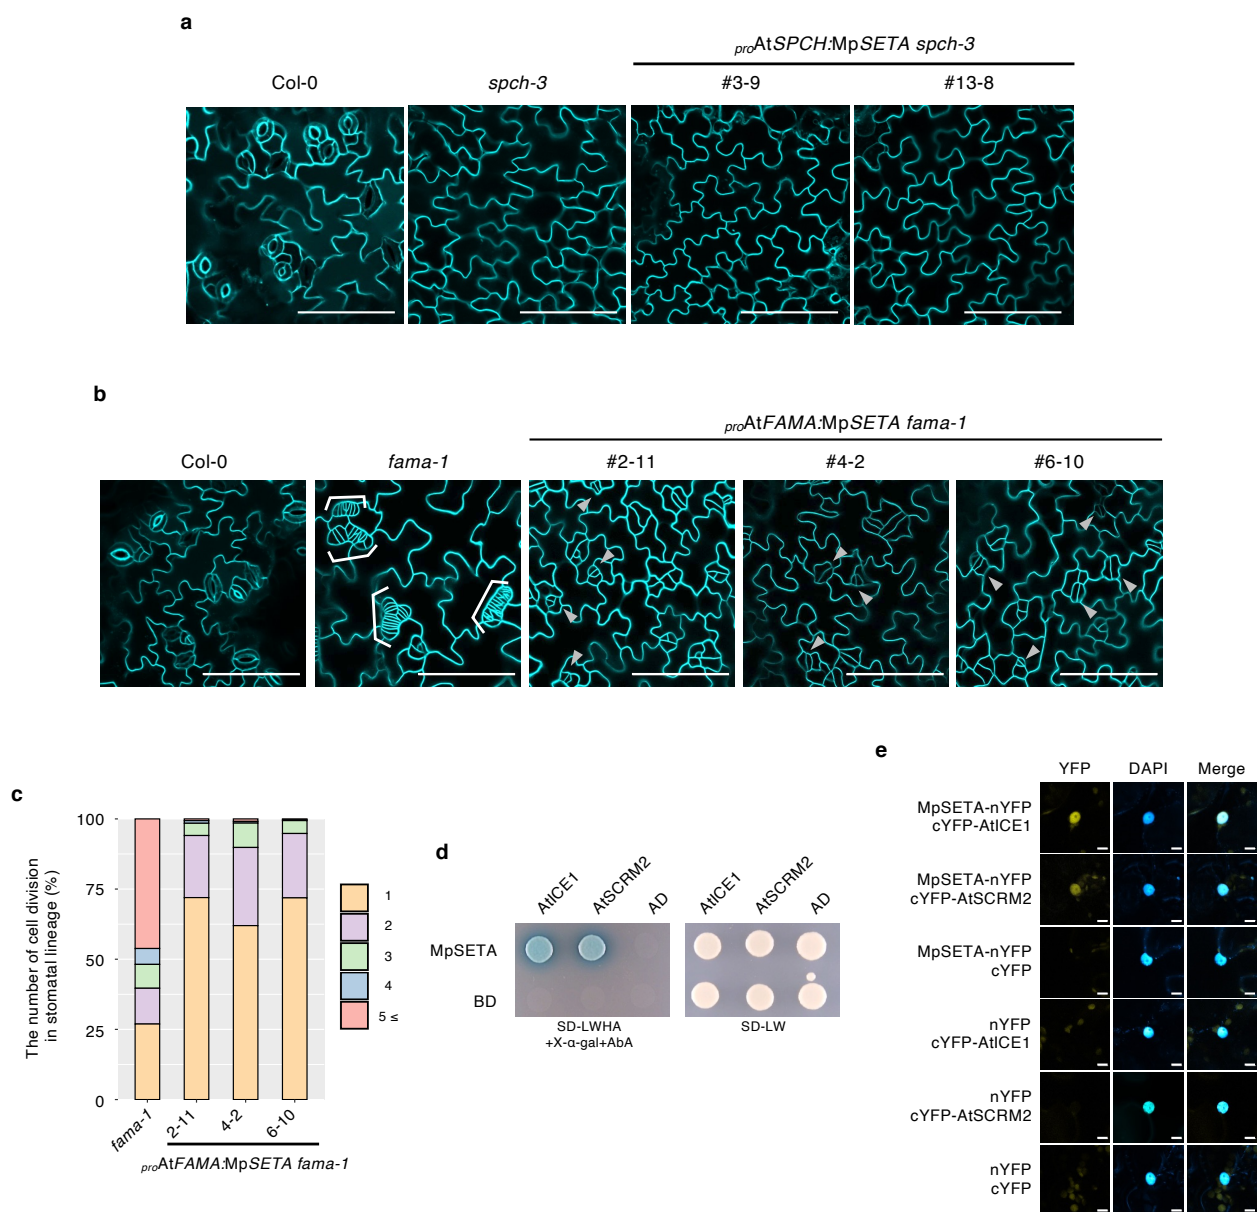 a
proAtSPCH:MpSETA spch-3
Col-0 spch-3 #3-9 #13-8
b
proAtFAMA:MpSETA fama-1
Col-0 fama-1 #2-11 #4-2 #6-10
c
The number of cell division
in stomatal lineage (%)
100
75
50
25
0
fama-1 2-11 4-2 6-10
proAtFAMA:MpSETA fama-1
1
2
3
4
5 ≤
d
AtICE1 AtSCRM2 AD AtICE1 AtSCRM2 AD
MpSETA
BD
SD-LWHA
+X-α-gal+AbA
SD-LW
e
YFP DAPI Merge
MpSETA-nYFP
cYFP-AtICE1
MpSETA-nYFP
cYFP-AtSCRM2
MpSETA-nYFP
cYFP
nYFP
cYFP-AtICE1
nYFP
cYFP-AtSCRM2
nYFP
cYFP